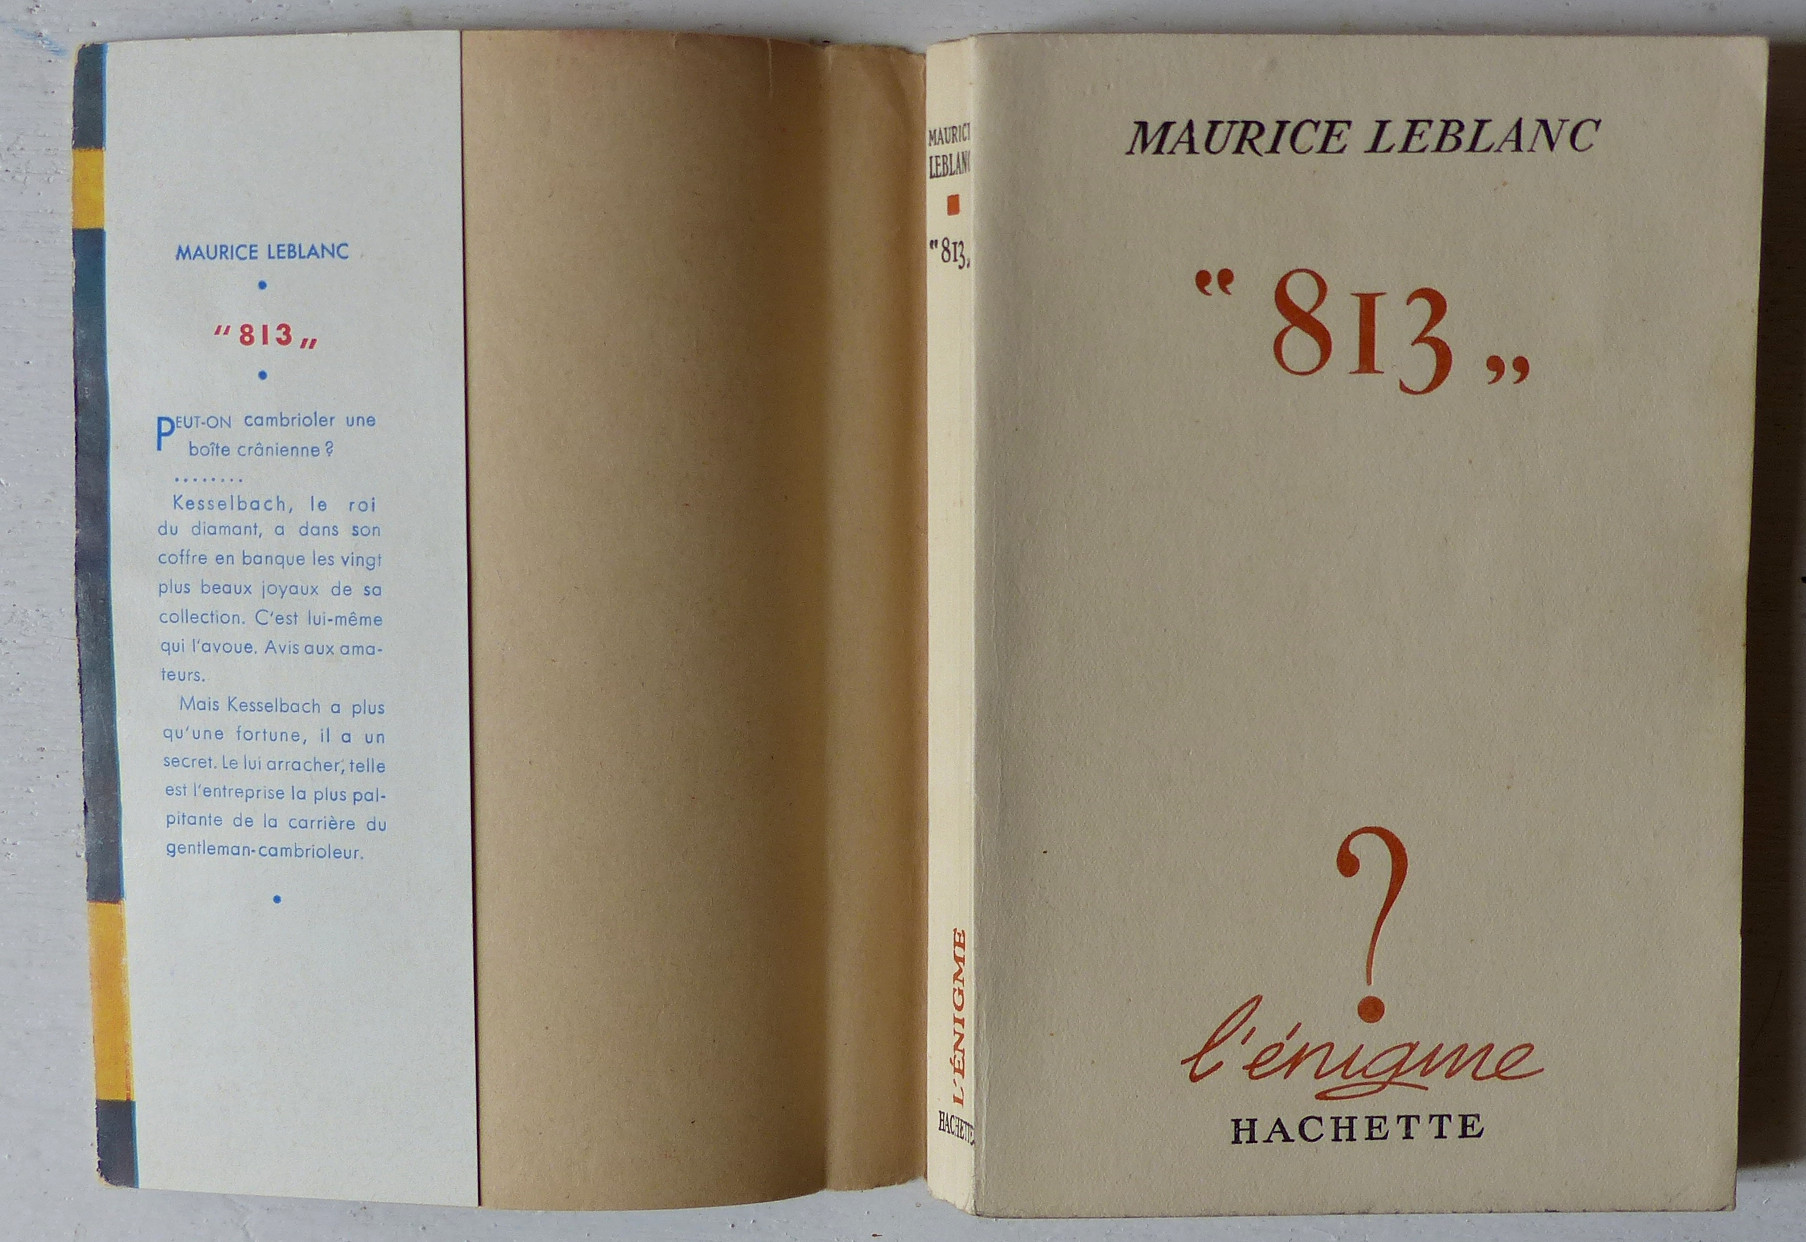 MAURICE LEBLANC
“813„
PEUT-ON cambrioler une
boîte crânienne ?
........
Kesselbach, le roi
du diamant, a dans son
coffre en banque les vingt
plus beaux joyaux de sa
collection. C'est lui-même
qui l'avoue. Avis aux ama-
teurs.
Mais Kesselbach a plus
qu'une fortune, il a un
secret. Le lui arracher, telle
est l'entreprise la plus pal-
pitante de la carrière du
gentleman-cambrioleur.
MAURICE
LEBLANC
“813„
L'ÉNIGME
HACHETTE
MAURICE LEBLANC
“813„
?
l'énigme
HACHETTE